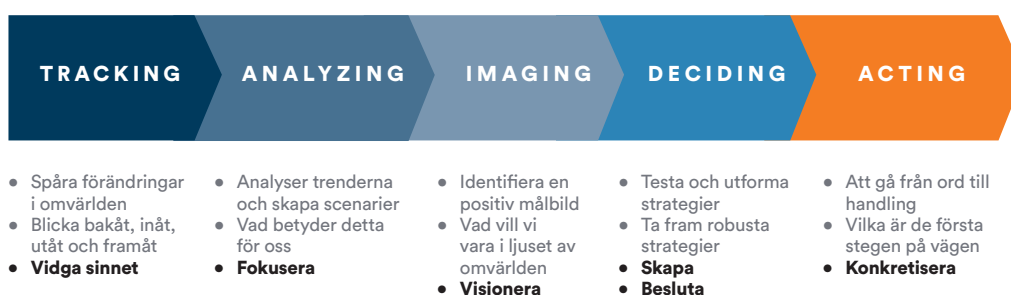 TRACKING
ANALYZING
IMAGING
DECIDING
ACTING
• Spåra förändringar
i omvärlden
• Blicka bakåt, inåt,
utåt och framåt
• Vidga sinnet
• Analyser trenderna
och skapa scenarier
• Vad betyder detta
för oss
• Fokusera
• Identifiera en
positiv målbild
• Vad vill vi
vara i ljuset av
omvärlden
• Visionera
• Testa och utforma
strategier
• Ta fram robusta
strategier
• Skapa
• Besluta
• Att gå från ord till
handling
• Vilka är de första
stegen på vägen
• Konkretisera